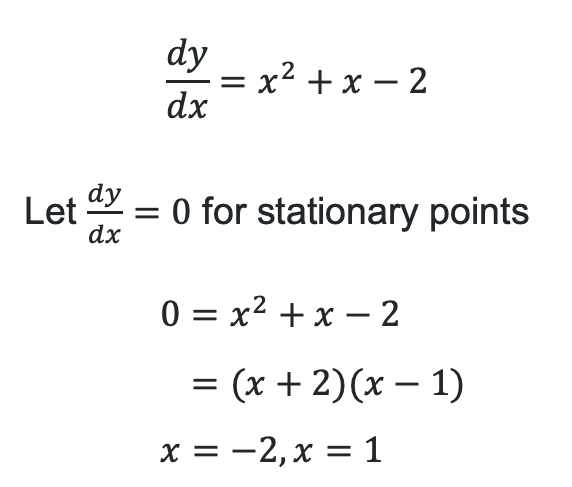 dy/dx = x² + x − 2
Let dy/dx = 0 for stationary points
0 = x² + x − 2
= (x + 2)(x − 1)
x = −2, x = 1